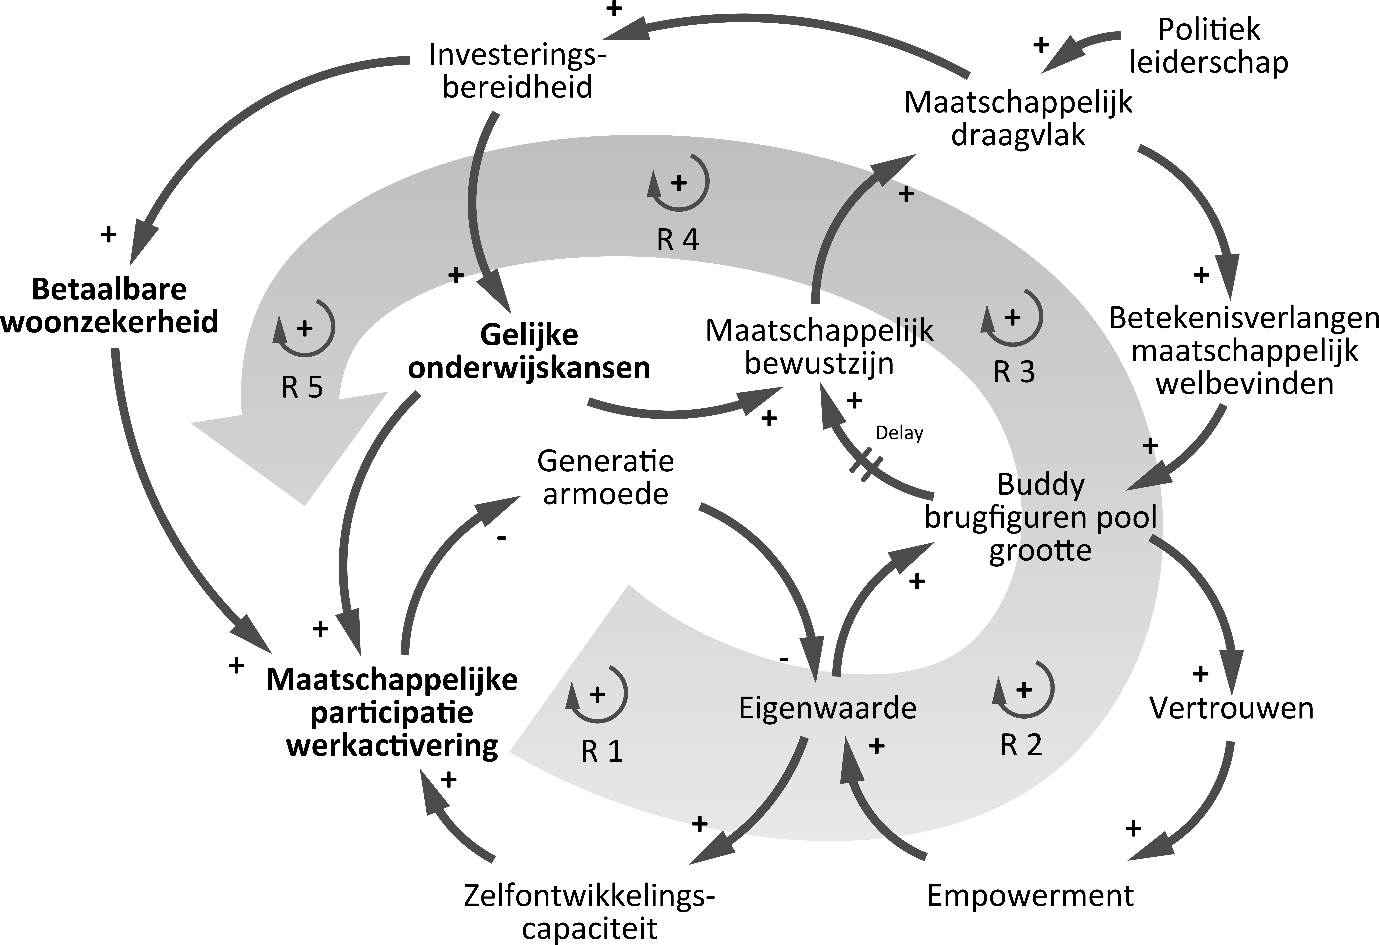 +
Politiek
leiderschap
+
Investerings-
bereidheid
Maatschappelijk
draagvlak
+
R 4
+
+
+
+
Betaalbare
woonzekerheid
+
R 5
Gelijke
onderwijskansen
Maatschappelijk
bewustzijn
+
R 3
Betekenisverlangen
maatschappelijk
welbevinden
+
+
Delay
+
Generatie
armoede
Buddy
brugfiguren pool
grootte
-
+
+
+
-
+
Maatschappelijke
participatie
werkactivering
+
R 1
Eigenwaarde
+
R 2
Vertrouwen
+
+
+
+
Zelfontwikkelings-
capaciteit
Empowerment